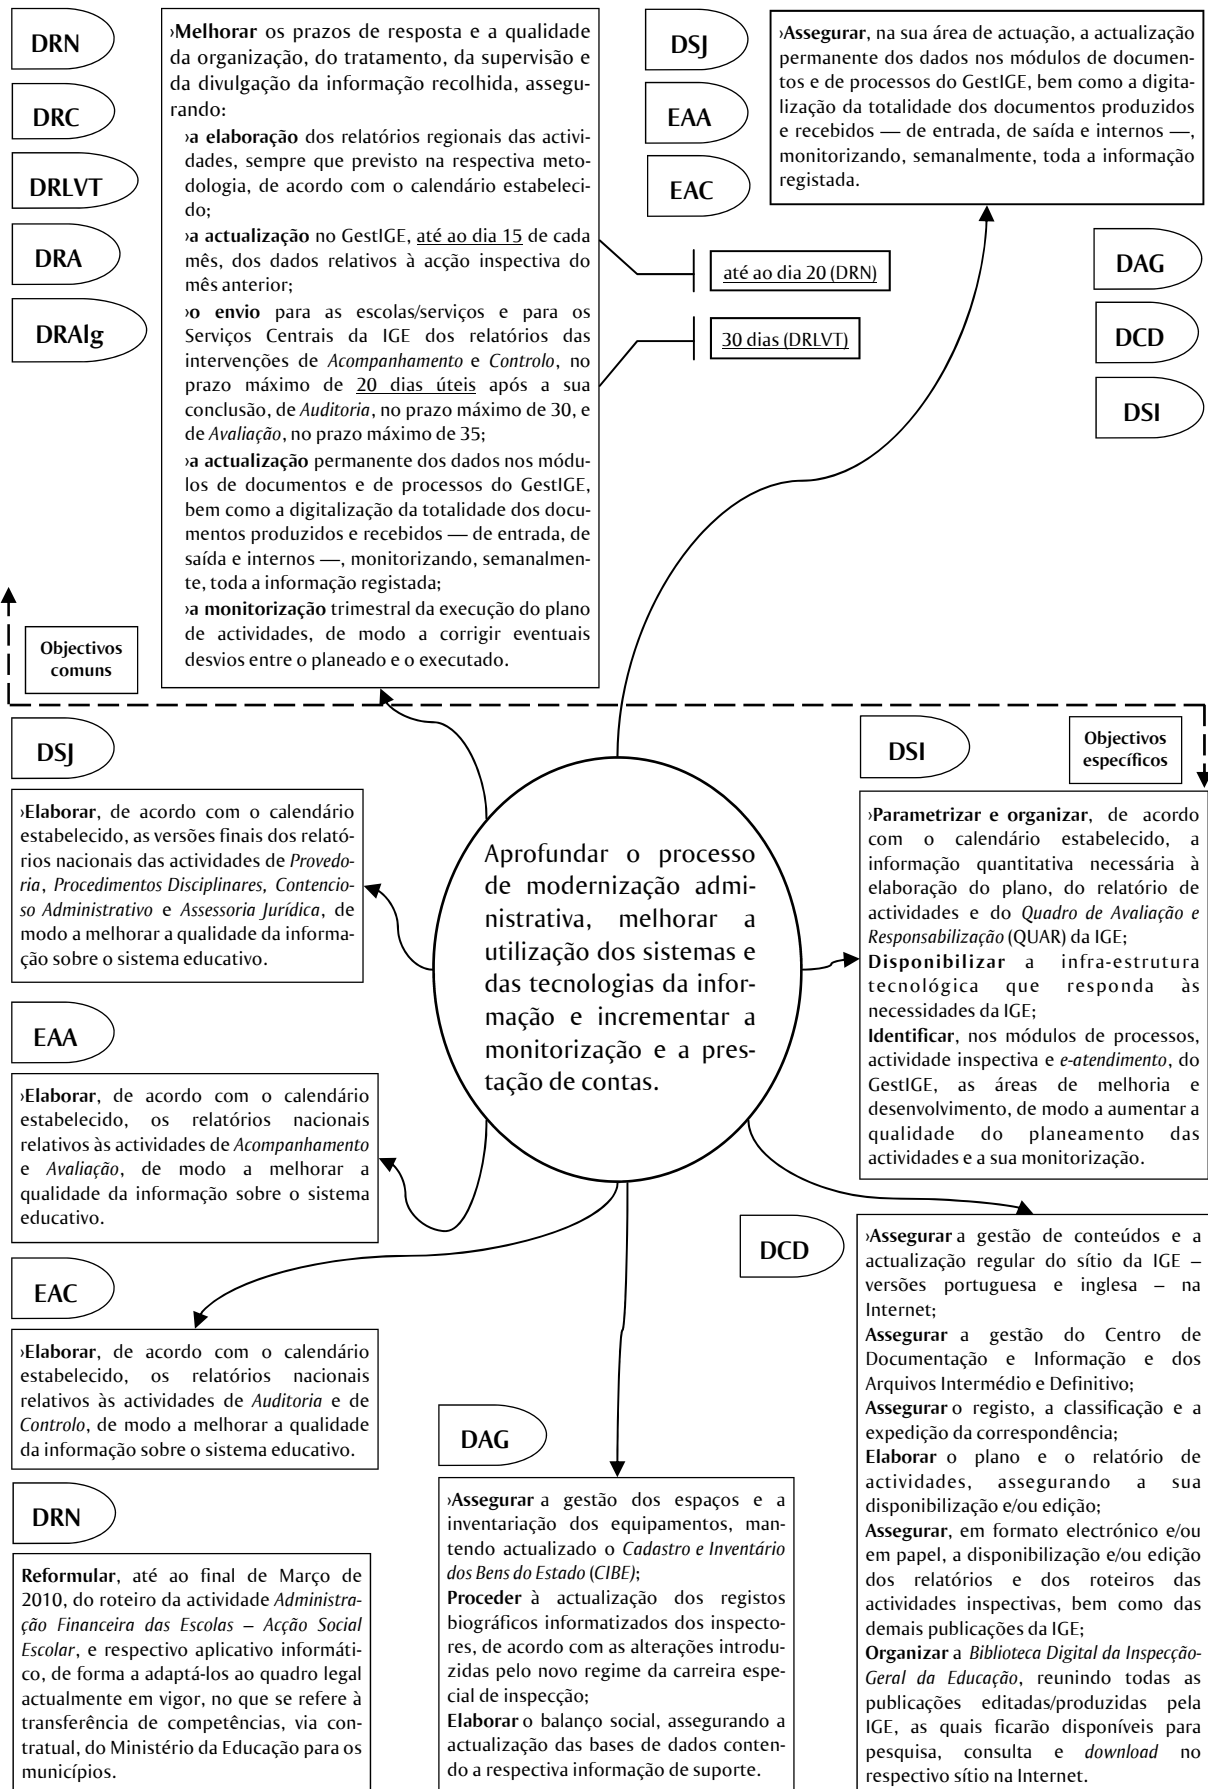 DRN
DRC
DRLVT
DRA
DRAlg
›Melhorar os prazos de resposta e a qualidade
da organização, do tratamento, da supervisão e
da divulgação da informação recolhida, assegu-
rando:
›a elaboração dos relatórios regionais das activi-
dades, sempre que previsto na respectiva meto-
dologia, de acordo com o calendário estabeleci-
do;
›a actualização no GestIGE, até ao dia 15 de cada
mês, dos dados relativos à acção inspectiva do
mês anterior;
›o envio para as escolas/serviços e para os
Serviços Centrais da IGE dos relatórios das
intervenções de Acompanhamento e Controlo, no
prazo máximo de 20 dias úteis após a sua
conclusão, de Auditoria, no prazo máximo de 30, e
de Avaliação, no prazo máximo de 35;
›a actualização permanente dos dados nos módu-
los de documentos e de processos do GestIGE,
bem como a digitalização da totalidade dos docu-
mentos produzidos e recebidos — de entrada, de
saída e internos —, monitorizando, semanalmen-
te, toda a informação registada;
›a monitorização trimestral da execução do plano
de actividades, de modo a corrigir eventuais
desvios entre o planeado e o executado.
até ao dia 20 (DRN)
30 dias (DRLVT)
DSJ
EAA
EAC
›Assegurar, na sua área de actuação, a actualização
permanente dos dados nos módulos de documen-
tos e de processos do GestIGE, bem como a digita-
lização da totalidade dos documentos produzidos
e recebidos — de entrada, de saída e internos —,
monitorizando, semanalmente, toda a informação
registada.
DAG
DCD
DSI
Objectivos
comuns
Objectivos
específicos
DSJ
›Elaborar, de acordo com o calendário
estabelecido, as versões finais dos relató-
rios nacionais das actividades de Provedo-
ria, Procedimentos Disciplinares, Contencio-
so Administrativo e Assessoria Jurídica, de
modo a melhorar a qualidade da informa-
ção sobre o sistema educativo.
EAA
›Elaborar, de acordo com o calendário
estabelecido, os relatórios nacionais
relativos às actividades de Acompanhamento
e Avaliação, de modo a melhorar a
qualidade da informação sobre o sistema
educativo.
EAC
›Elaborar, de acordo com o calendário
estabelecido, os relatórios nacionais
relativos às actividades de Auditoria e de
Controlo, de modo a melhorar a qualidade
da informação sobre o sistema educativo.
DRN
Reformular, até ao final de Março de
2010, do roteiro da actividade Administra-
ção Financeira das Escolas – Acção Social
Escolar, e respectivo aplicativo informáti-
co, de forma a adaptá-los ao quadro legal
actualmente em vigor, no que se refere à
transferência de competências, via con-
tratual, do Ministério da Educação para os
municípios.
Aprofundar o processo
de modernização admi-
nistrativa, melhorar a
utilização dos sistemas e
das tecnologias da infor-
mação e incrementar a
monitorização e a pres-
tação de contas.
DAG
›Assegurar a gestão dos espaços e a
inventariação dos equipamentos, man-
tendo actualizado o Cadastro e Inventário
dos Bens do Estado (CIBE);
Proceder à actualização dos registos
biográficos informatizados dos inspecto-
res, de acordo com as alterações introdu-
zidas pelo novo regime da carreira espe-
cial de inspecção;
Elaborar o balanço social, assegurando a
actualização das bases de dados conten-
do a respectiva informação de suporte.
DSI
›Parametrizar e organizar, de acordo
com o calendário estabelecido, a
informação quantitativa necessária à
elaboração do plano, do relatório de
actividades e do Quadro de Avaliação e
Responsabilização (QUAR) da IGE;
Disponibilizar a infra-estrutura
tecnológica que responda às
necessidades da IGE;
Identificar, nos módulos de processos,
actividade inspectiva e e-atendimento, do
GestIGE, as áreas de melhoria e
desenvolvimento, de modo a aumentar a
qualidade do planeamento das
actividades e a sua monitorização.
DCD
›Assegurar a gestão de conteúdos e a
actualização regular do sítio da IGE –
versões portuguesa e inglesa – na
Internet;
Assegurar a gestão do Centro de
Documentação e Informação e dos
Arquivos Intermédio e Definitivo;
Assegurar o registo, a classificação e a
expedição da correspondência;
Elaborar o plano e o relatório de
actividades, assegurando a sua
disponibilização e/ou edição;
Assegurar, em formato electrónico e/ou
em papel, a disponibilização e/ou edição
dos relatórios e dos roteiros das
actividades inspectivas, bem como das
demais publicações da IGE;
Organizar a Biblioteca Digital da Inspecção-
Geral da Educação, reunindo todas as
publicações editadas/produzidas pela
IGE, as quais ficarão disponíveis para
pesquisa, consulta e download no
respectivo sítio na Internet.